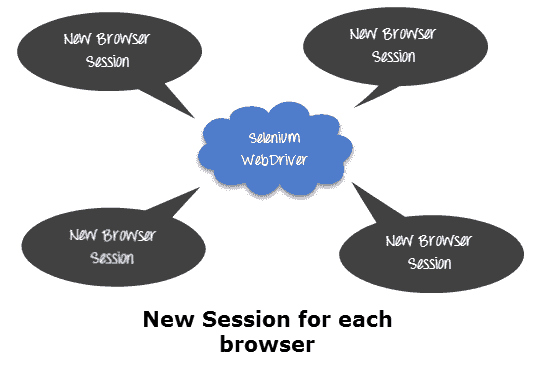 New Browser
Session
New Browser
Session
Selenium
WebDriver
New Browser
Session
New Browser
Session
New Session for each
browser